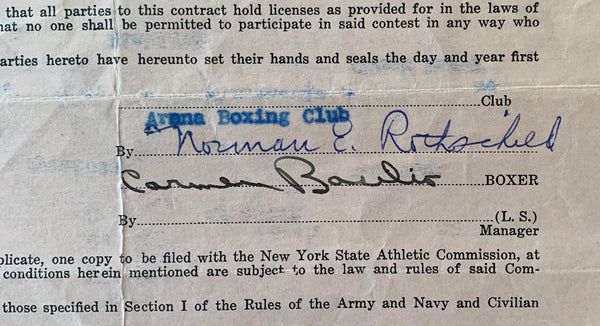 that all parties to this contract hold licenses as provided for in the laws of
hat no one shall be permitted to participate in said contest in any way who
arties hereto have hereunto set their hands and seals the day and year first
Arena Boxing Club Club
By Norman E. Rothschild
Carmen Basilio BOXER
By (L. S.)
Manager
plicate, one copy to be filed with the New York State Athletic Commission, at
conditions herein mentioned are subject to the law and rules of said Com-
those specified in Section I of the Rules of the Army and Navy and Civilian